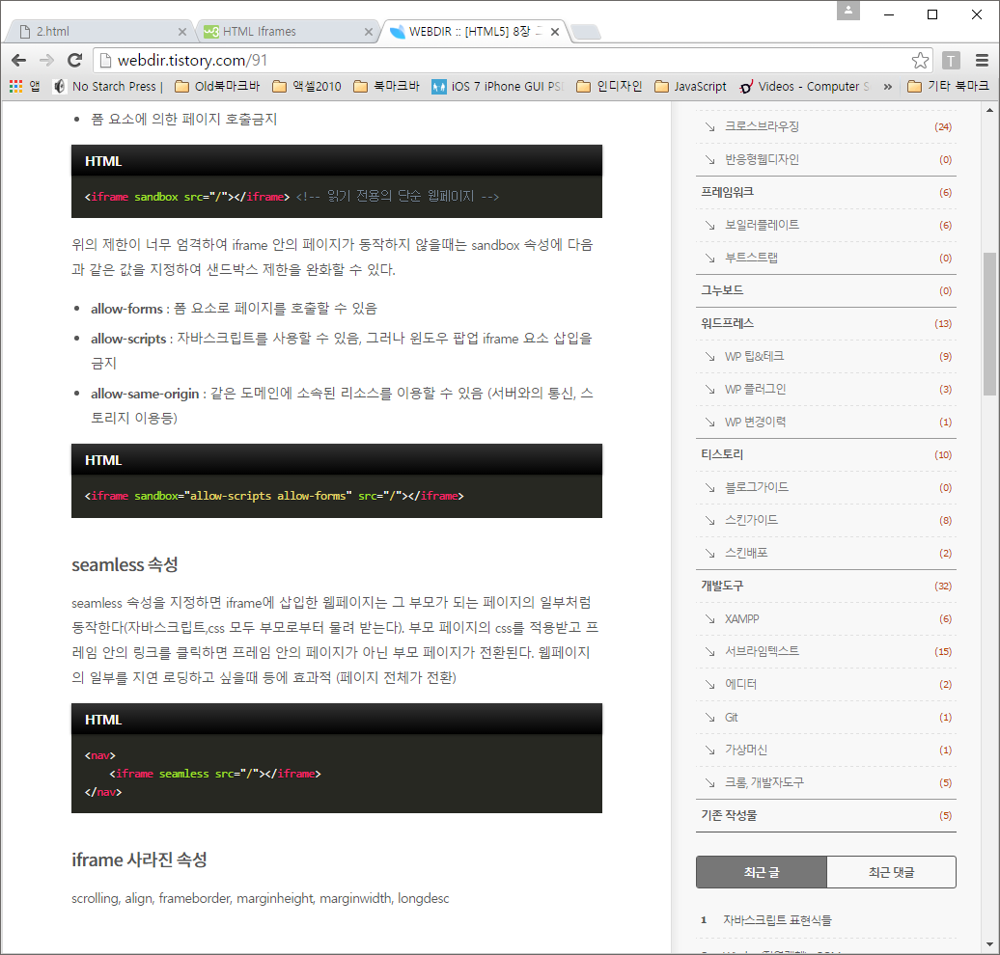 2.html
HTML Iframes
WEBDIR :: [HTML5] 8장
webdir.tistory.com/91
앱
No Starch Press |
Old북마크바
액셀2010
북마크바
iOS 7 iPhone GUI PS
인디자인
JavaScript
Videos - Computer S
»
기타 북마크
폼 요소에 의한 페이지 호출금지
HTML
<iframe sandbox src="/"></iframe> <!-- 읽기 전용의 단순 웹페이지 -->
위의 제한이 너무 엄격하여 iframe 안의 페이지가 동작하지 않을때는 sandbox 속성에 다음
과 같은 값을 지정하여 샌드박스 제한을 완화할 수 있다.
allow-forms : 폼 요소로 페이지를 호출할 수 있음
allow-scripts : 자바스크립트를 사용할 수 있음, 그러나 윈도우 팝업 iframe 요소 삽입을
금지
allow-same-origin : 같은 도메인에 소속된 리소스를 이용할 수 있음 (서버와의 통신, 스
토리지 이용등)
HTML
<iframe sandbox="allow-scripts allow-forms" src="/"></iframe>
seamless 속성
seamless 속성을 지정하면 iframe에 삽입한 웹페이지는 그 부모가 되는 페이지의 일부처럼
동작한다(자바스크립트,css 모두 부모로부터 물려 받는다). 부모 페이지의 css를 적용받고 프
레임 안의 링크를 클릭하면 프레임 안의 페이지가 아닌 부모 페이지가 전환된다. 웹페이지
의 일부를 지연 로딩하고 싶을때 등에 효과적 (페이지 전체가 전환)
HTML
<nav>
<iframe seamless src="/"></iframe>
</nav>
iframe 사라진 속성
scrolling, align, frameborder, marginheight, marginwidth, longdesc
크로스브라우징 (24)
반응형웹디자인 (0)
프레임워크 (6)
보일러플레이트 (6)
부트스트랩 (0)
그누보드 (0)
워드프레스 (13)
WP 팁&테크 (9)
WP 플러그인 (3)
WP 변경이력 (1)
티스토리 (10)
블로그가이드 (0)
스킨가이드 (8)
스킨배포 (2)
개발도구 (32)
XAMPP (6)
서브라임텍스트 (15)
에디터 (2)
Git (1)
가상머신 (1)
크롬, 개발자도구 (5)
기존 작성물 (5)
최근 글
최근 댓글
1 자바스크립트 표현식들